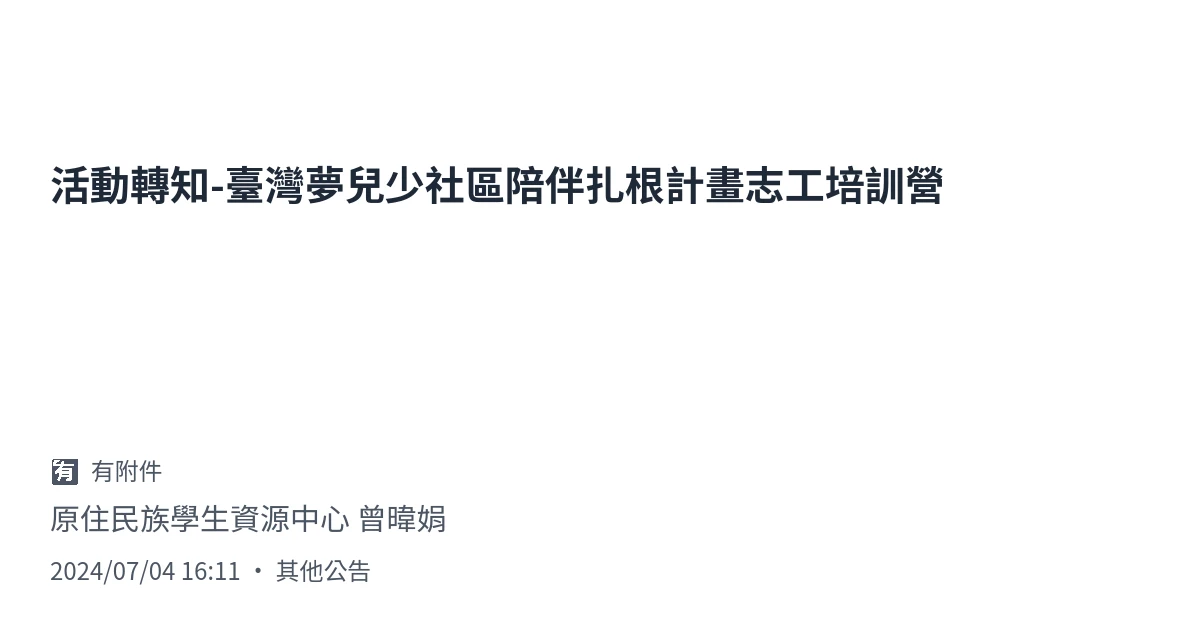 活動轉知-臺灣夢兒少社區陪伴扎根計畫志工培訓營
🈶 有附件
原住民族學生資源中心 曾暐娟
2024/07/04 16:11 • 其他公告